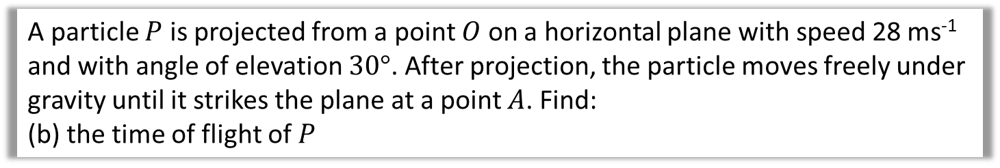 A particle P is projected from a point O on a horizontal plane with speed 28 ms⁻¹
and with angle of elevation 30°. After projection, the particle moves freely under
gravity until it strikes the plane at a point A. Find:
(b) the time of flight of P